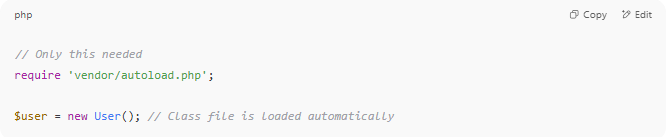 php
Copy
Edit
// Only this needed
require 'vendor/autoload.php';
$user = new User(); // Class file is loaded automatically